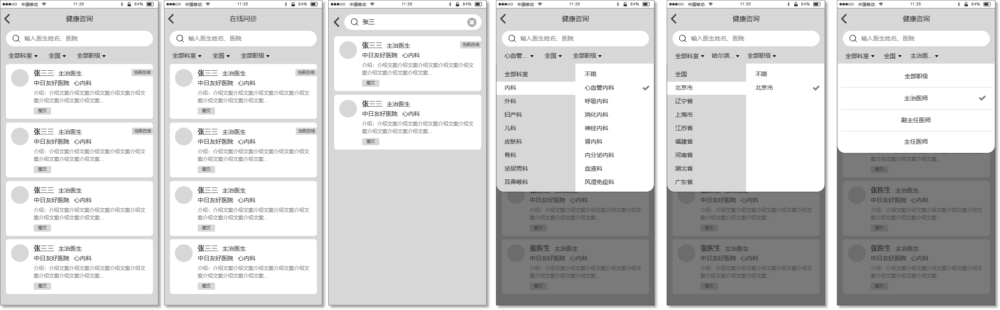 中国移动 11:35 84%
健康咨询
输入医生姓名、医院
全部科室 全国 全部职级
张三三 主治医生 当前在线
中日友好医院 心内科
介绍：介绍文案介绍文案介绍文案介绍文案介绍文
案介绍文案介绍文案介绍文案...
图文
张三三 主治医生 当前在线
中日友好医院 心内科
介绍：介绍文案介绍文案介绍文案介绍文案介绍文
案介绍文案介绍文案介绍文案...
图文
张三三 主治医生
中日友好医院 心内科
介绍：介绍文案介绍文案介绍文案介绍文案介绍文
案介绍文案介绍文案介绍文案...
图文
张三三 主治医生
中日友好医院 心内科
介绍：介绍文案介绍文案介绍文案介绍文案介绍文
案介绍文案介绍文案介绍文案...
图文
中国移动 11:35 84%
在线问诊
输入医生姓名、医院
全部科室 全国 全部职级
张三三 主治医生 当前在线
中日友好医院 心内科
介绍：介绍文案介绍文案介绍文案介绍文案介绍文
案介绍文案介绍文案介绍文案...
图文
张三三 主治医生 当前在线
中日友好医院 心内科
介绍：介绍文案介绍文案介绍文案介绍文案介绍文
案介绍文案介绍文案介绍文案...
图文
张三三 主治医生
中日友好医院 心内科
介绍：介绍文案介绍文案介绍文案介绍文案介绍文
案介绍文案介绍文案介绍文案...
图文
张三三 主治医生
中日友好医院 心内科
介绍：介绍文案介绍文案介绍文案介绍文案介绍文
案介绍文案介绍文案介绍文案...
图文
中国移动 11:35 84%
张三
张三三 主治医生 当前在线
中日友好医院 心内科
介绍：介绍文案介绍文案介绍文案介绍文案介绍文
案介绍文案介绍文案介绍文案...
图文
张三三 主治医生
中日友好医院 心内科
介绍：介绍文案介绍文案介绍文案介绍文案介绍文
案介绍文案介绍文案介绍文案...
图文
中国移动 11:35 84%
健康咨询
输入医生姓名、医院
心血管... 全国 全部职级
全部科室 不限
内科 心血管内科
外科 呼吸内科
妇产科 消化内科
儿科 神经内科
皮肤科 肾内科
骨科 内分泌内科
泌尿男科 血液科
耳鼻喉科 风湿免疫科
张医生 主治医生
中日友好医院 心内科
介绍：介绍文案介绍文案介绍文案介绍文案介绍文
案介绍文案介绍文案介绍文案...
图文
张医生 主治医生
中日友好医院 心内科
介绍：介绍文案介绍文案介绍文案介绍文案介绍文
案介绍文案介绍文案介绍文案...
图文
中国移动 11:35 84%
健康咨询
输入医生姓名、医院
全部科室 哈尔滨... 全部职级
全国 不限
北京市 北京市
辽宁省
上海市
江苏省
福建省
河南省
湖北省
广东省
张医生 主治医生
中日友好医院 心内科
介绍：介绍文案介绍文案介绍文案介绍文案介绍文
案介绍文案介绍文案介绍文案...
图文
张医生 主治医生
中日友好医院 心内科
介绍：介绍文案介绍文案介绍文案介绍文案介绍文
案介绍文案介绍文案介绍文案...
图文
中国移动 11:35 84%
健康咨询
输入医生姓名、医院
全部科室 全国 主治医...
全部职级
主治医师
副主任医师
主任医师
案介绍文案介绍文案介绍文案...
图文
张医生 主治医生
中日友好医院 心内科
介绍：介绍文案介绍文案介绍文案介绍文案介绍文
案介绍文案介绍文案介绍文案...
图文
张医生 主治医生
中日友好医院 心内科
介绍：介绍文案介绍文案介绍文案介绍文案介绍文
案介绍文案介绍文案介绍文案...
图文